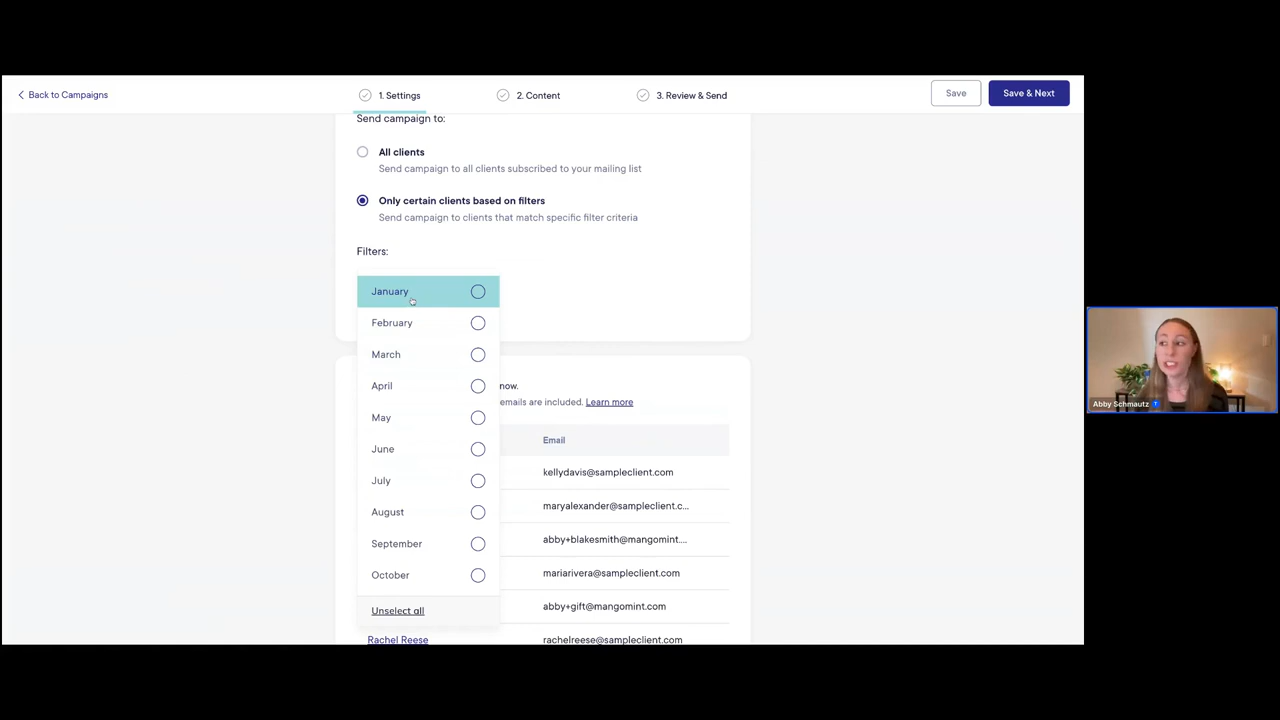 Back to Campaigns
1. Settings
2. Content
3. Review & Send
Save
Save & Next
Send campaign to:
All clients
Send campaign to all clients subscribed to your mailing list
Only certain clients based on filters
Send campaign to clients that match specific filter criteria
Filters:
January
February
March
April
May
June
July
August
September
October
Unselect all
now.
emails are included. Learn more
Email
kellydavis@sampleclient.com
maryalexander@sampleclient.c...
abby+blakesmith@mangomint....
mariarivera@sampleclient.com
abby+gift@mangomint.com
Rachel Reese
rachelreese@sampleclient.com
Abby Schmautz